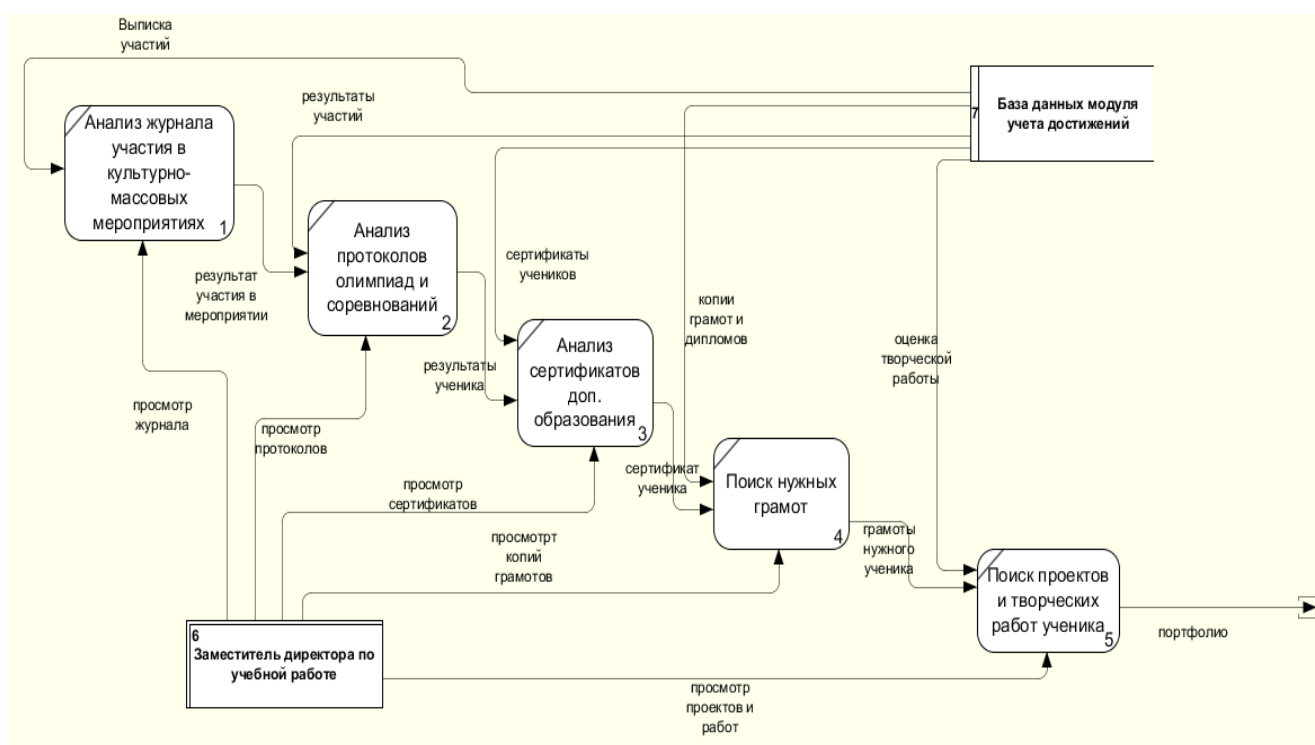 Выписка
участий
результаты
участий
7
База данных модуля
учета достижений
Анализ журнала
участия в
культурно-
массовых
мероприятиях
1
Анализ
протоколов
олимпиад и
соревнований
2
результат
участия в
мероприятии
сертификаты
учеников
копии
грамот и
дипломов
оценка
творческой
работы
результаты
ученика
Анализ
сертификатов
доп.
образования
3
просмотр
журнала
просмотр
протоколов
просмотр
сертификатов
сертификат
ученика
Поиск нужных
грамот
4
просмотрт
копий
грамотов
грамоты
нужного
ученика
Поиск проектов
и творческих
работ ученика
5
портфолио
6
Заместитель директора по
учебной работе
просмотр
проектов и
работ